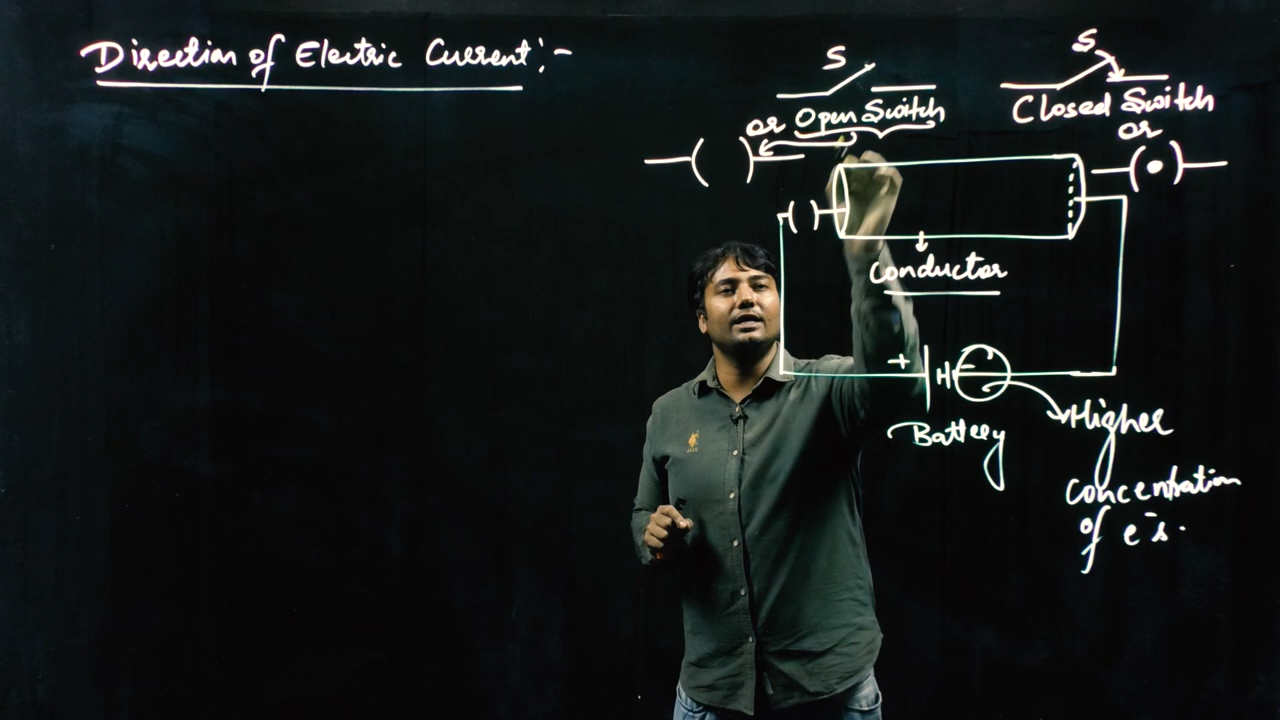 Direction of Electric Current :-
S
Open Switch
or
S
Closed Switch
or
Conductor
+
-
Battery
Higher
Concentration
of e-s.